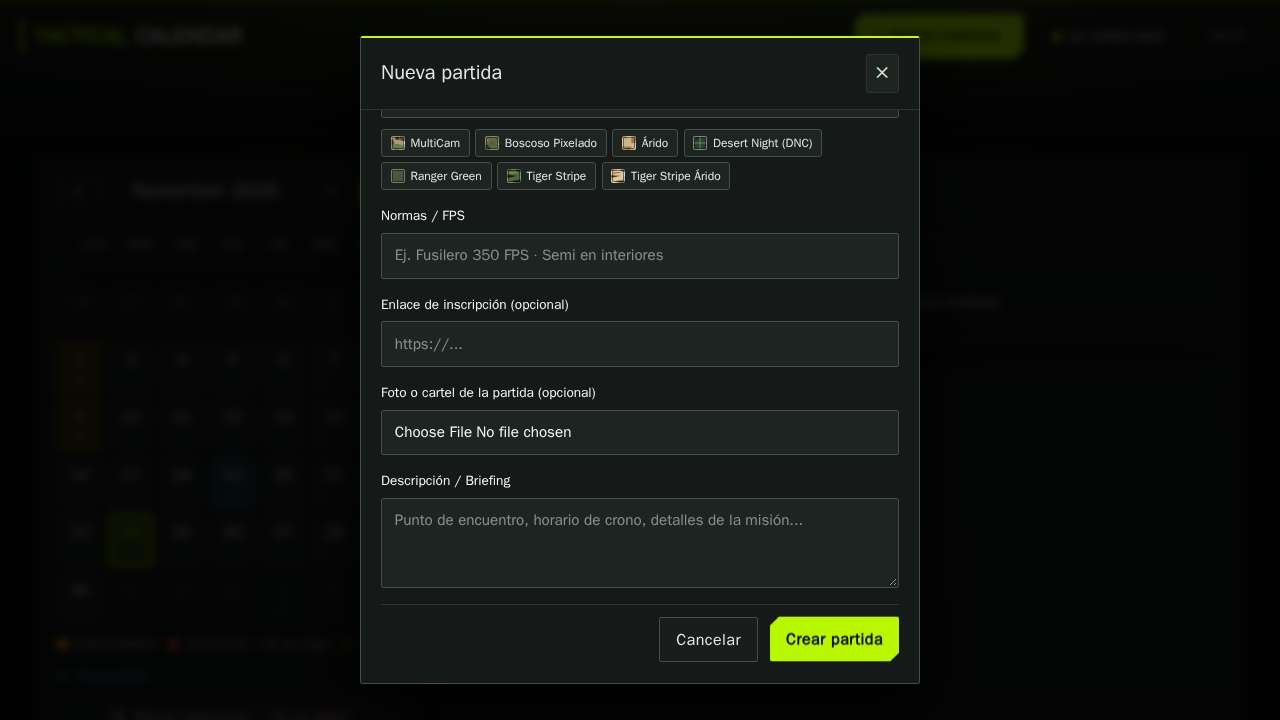 TACTICAL CALENDAR
Nueva partida
MultiCam
Boscoso Pixelado
Árido
Desert Night (DNC)
Ranger Green
Tiger Stripe
Tiger Stripe Árido
Normas / FPS
Ej. Fusilero 350 FPS · Semi en interiores
Enlace de inscripción (opcional)
https://...
Foto o cartel de la partida (opcional)
Choose File No file chosen
Descripción / Briefing
Punto de encuentro, horario de crono, detalles de la misión...
Cancelar
Crear partida